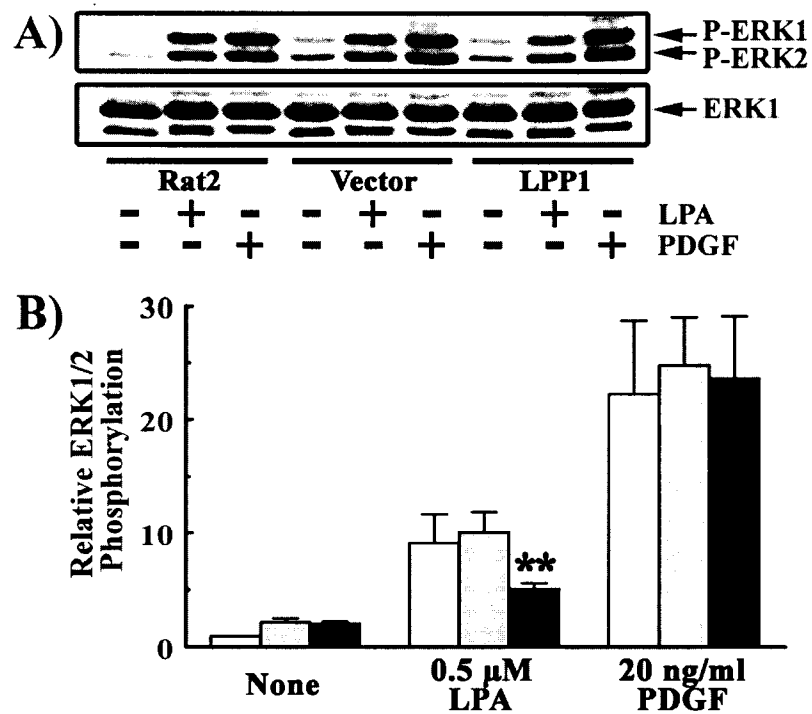 A)
P-ERK1
P-ERK2
ERK1
Rat2 Vector LPP1
- + - - + - - + - LPA
- - + - - + - - + PDGF
B)
Relative ERK1/2
Phosphorylation
30
20
10
0
**
None
0.5 µM
LPA
20 ng/ml
PDGF